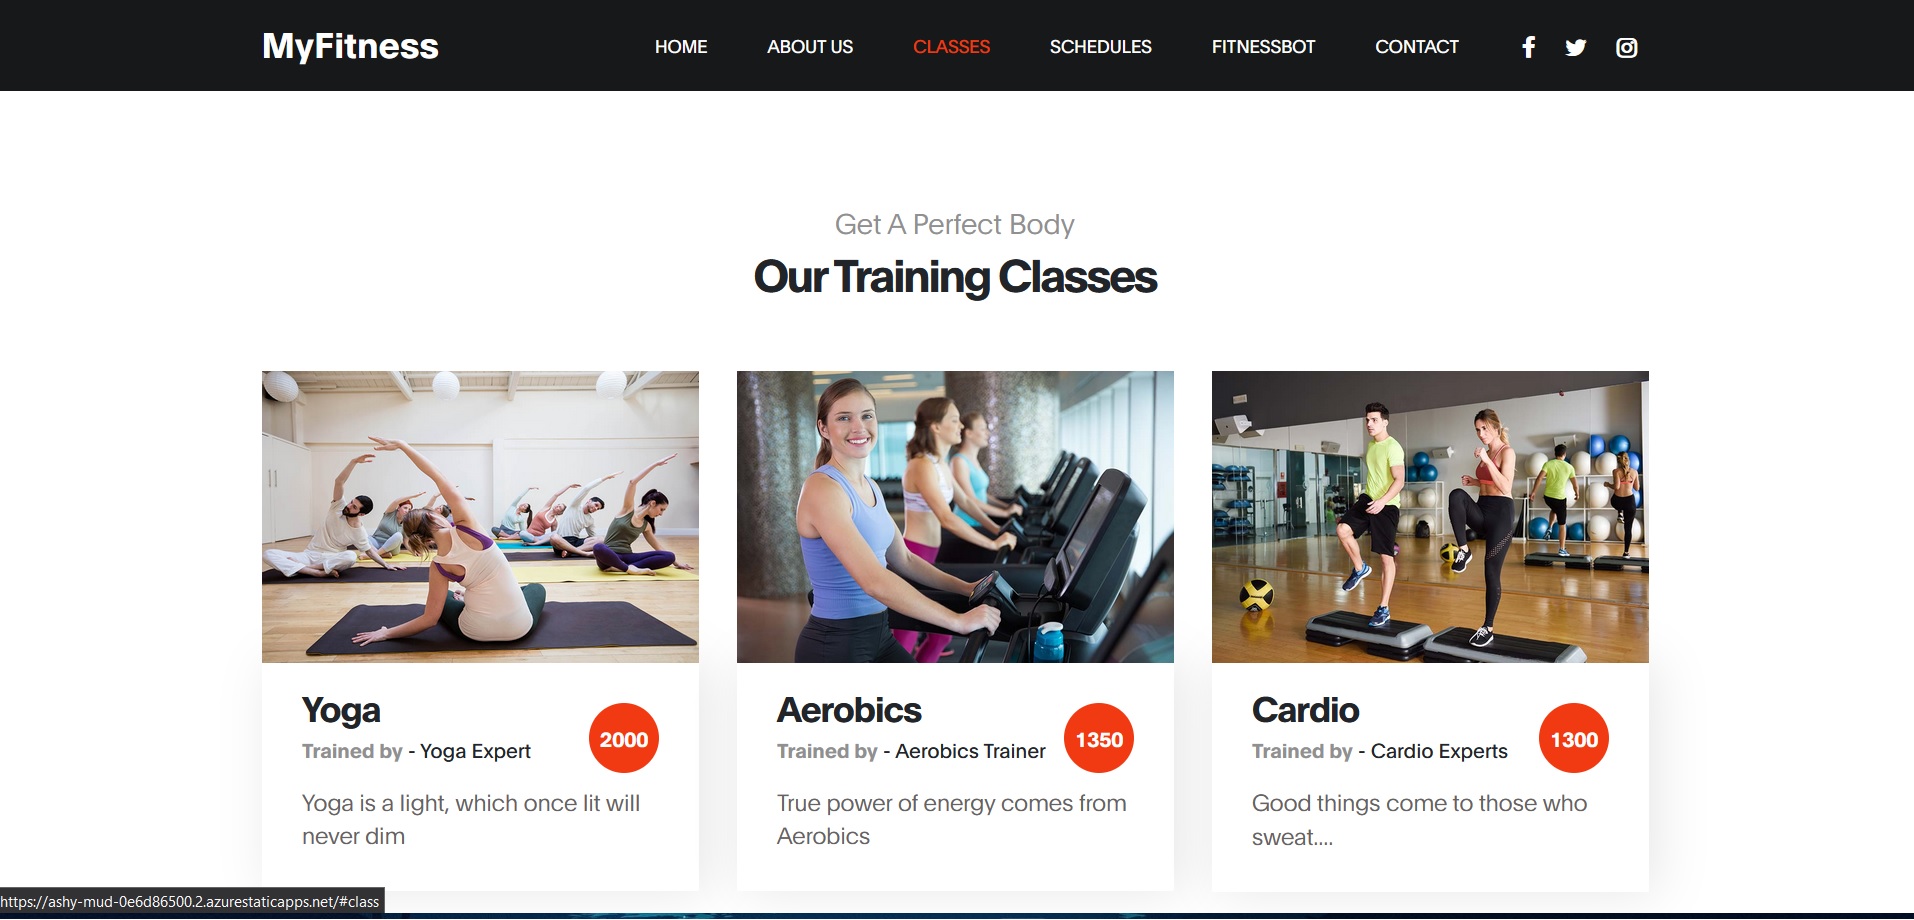 MyFitness
HOME ABOUT US CLASSES SCHEDULES FITNESSBOT CONTACT
Get A Perfect Body
Our Training Classes
Yoga
Trained by - Yoga Expert
2000
Yoga is a light, which once lit will
never dim
Aerobics
Trained by - Aerobics Trainer
1350
True power of energy comes from
Aerobics
Cardio
Trained by - Cardio Experts
1300
Good things come to those who
sweat....
https://ashy-mud-0e6d86500.2.azurestaticapps.net/#class